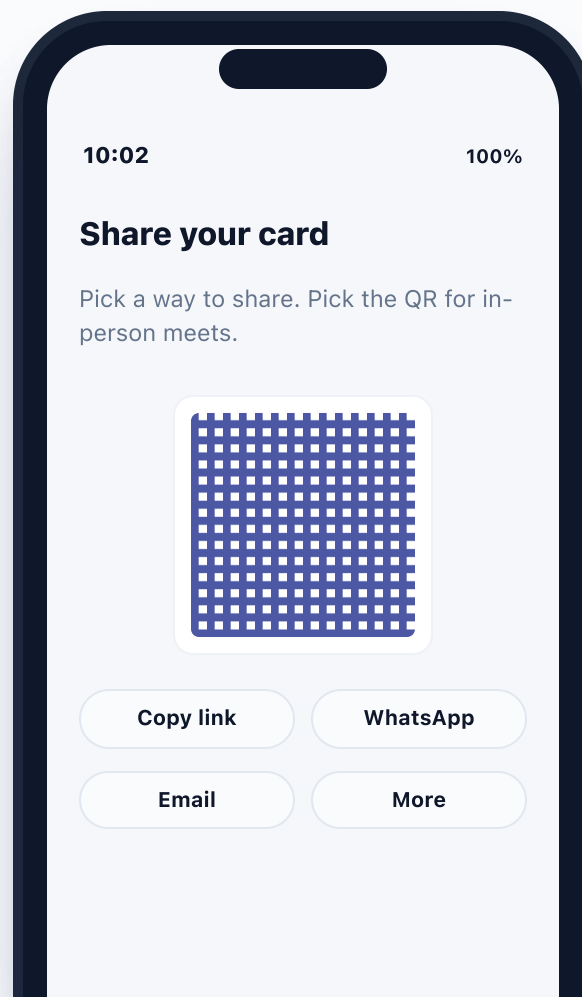 10:02
100%
Share your card
Pick a way to share. Pick the QR for in-
person meets.
Copy link
WhatsApp
Email
More